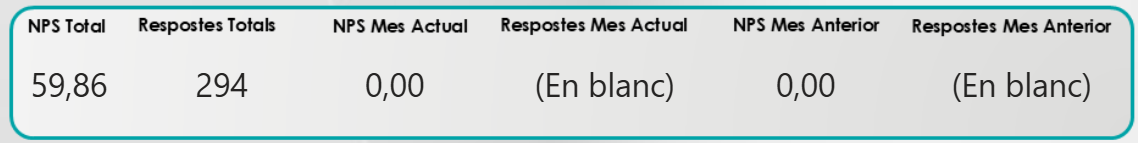 NPS Total Respostes Totals NPS Mes Actual Respostes Mes Actual NPS Mes Anterior Respostes Mes Anterior
59,86 294 0,00 (En blanc) 0,00 (En blanc)